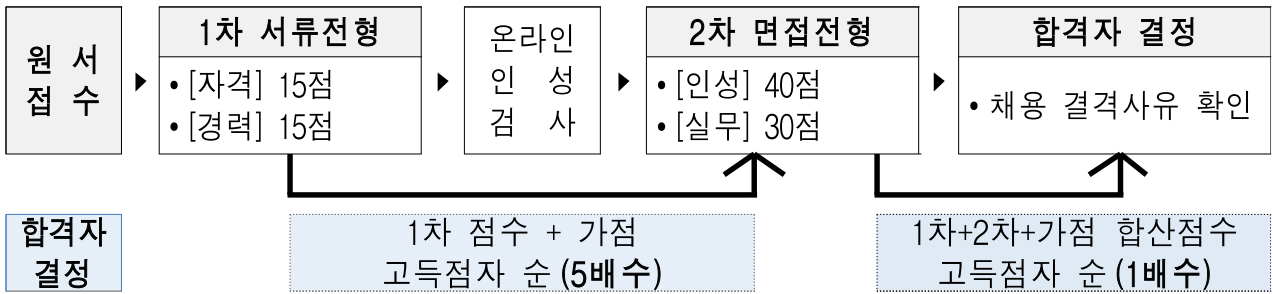 원 서
접 수
1차 서류전형
• [자격] 15점
• [경력] 15점
온라인
인 성
검 사
2차 면접전형
• [인성] 40점
• [실무] 30점
합격자 결정
• 채용 결격사유 확인
합격자
결정
1차 점수 + 가점
고득점자 순 (5배수)
1차+2차+가점 합산점수
고득점자 순 (1배수)